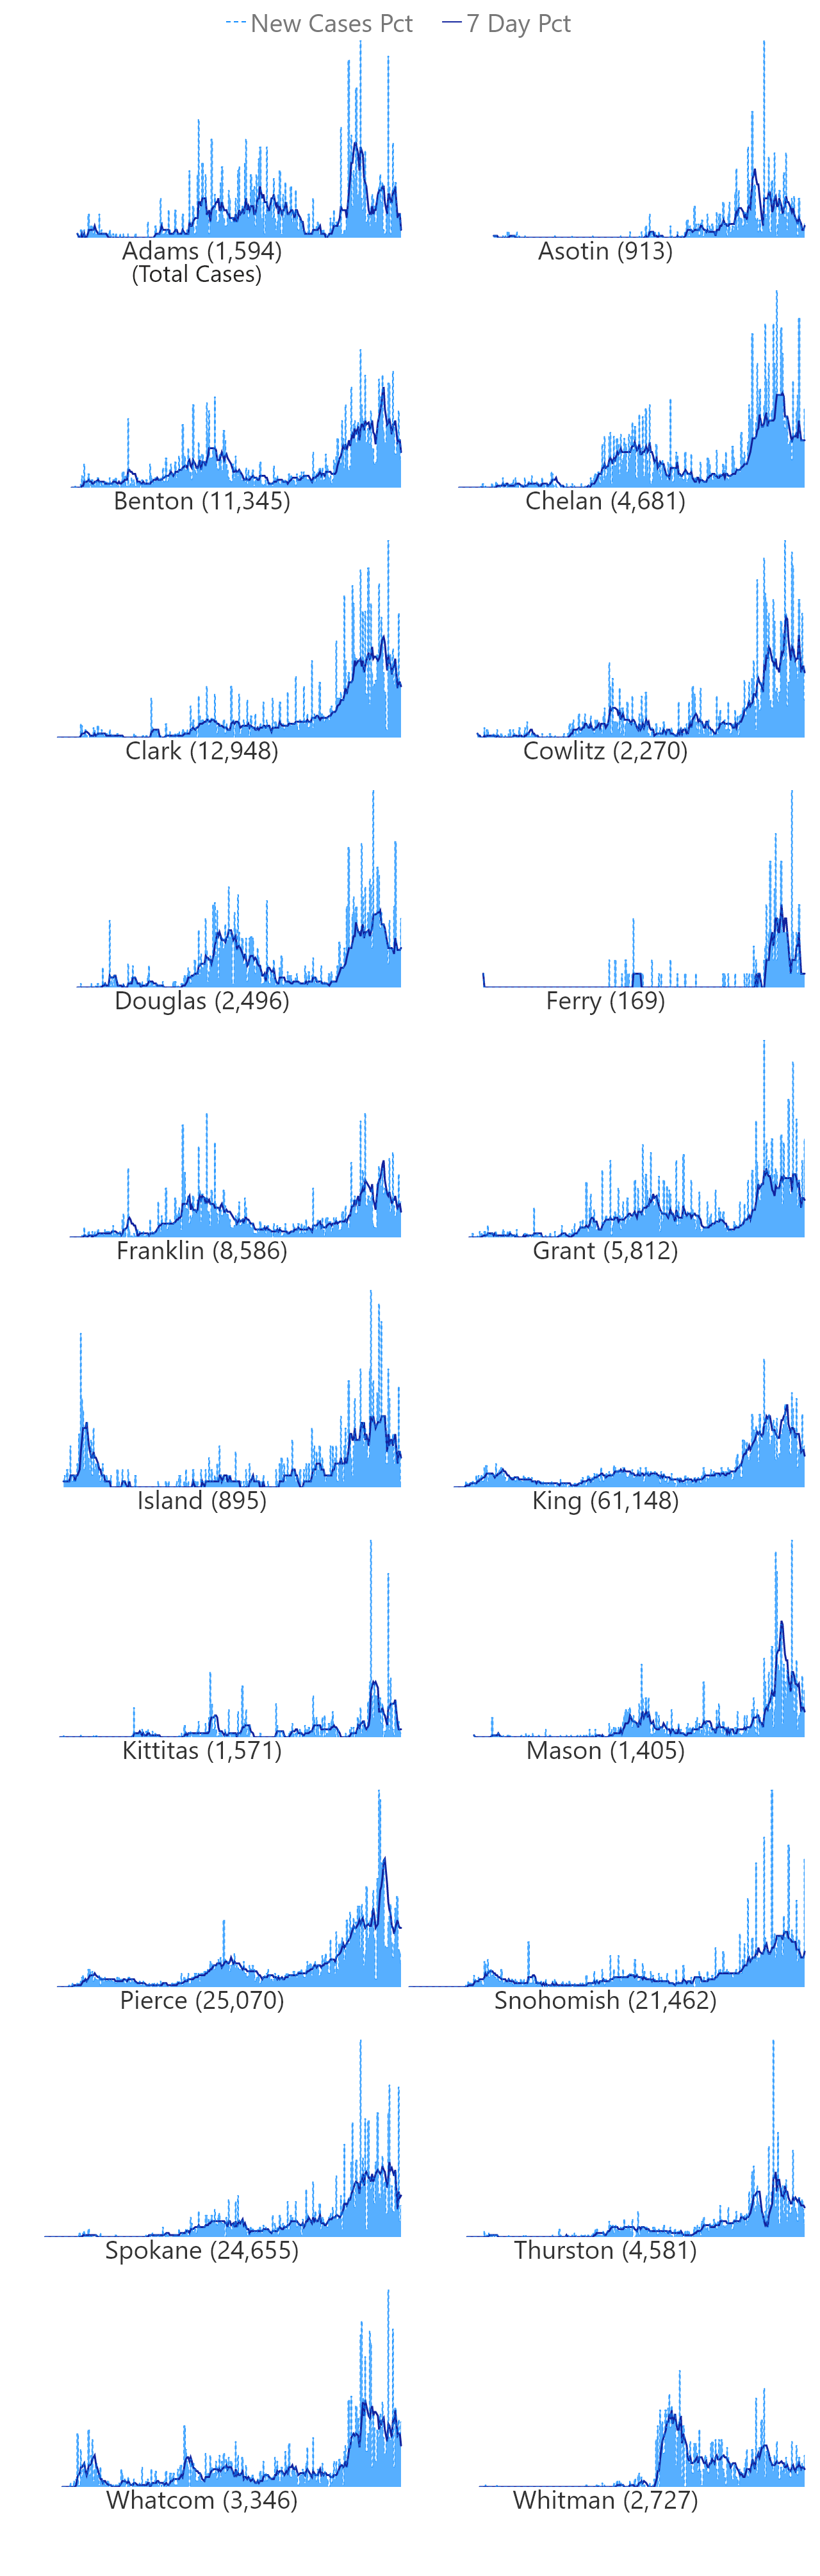 New Cases Pct 7 Day Pct
Adams (1,594)
(Total Cases)
Asotin (913)
Benton (11,345)
Chelan (4,681)
Clark (12,948)
Cowlitz (2,270)
Douglas (2,496)
Ferry (169)
Franklin (8,586)
Grant (5,812)
Island (895)
King (61,148)
Kittitas (1,571)
Mason (1,405)
Pierce (25,070)
Snohomish (21,462)
Spokane (24,655)
Thurston (4,581)
Whatcom (3,346)
Whitman (2,727)